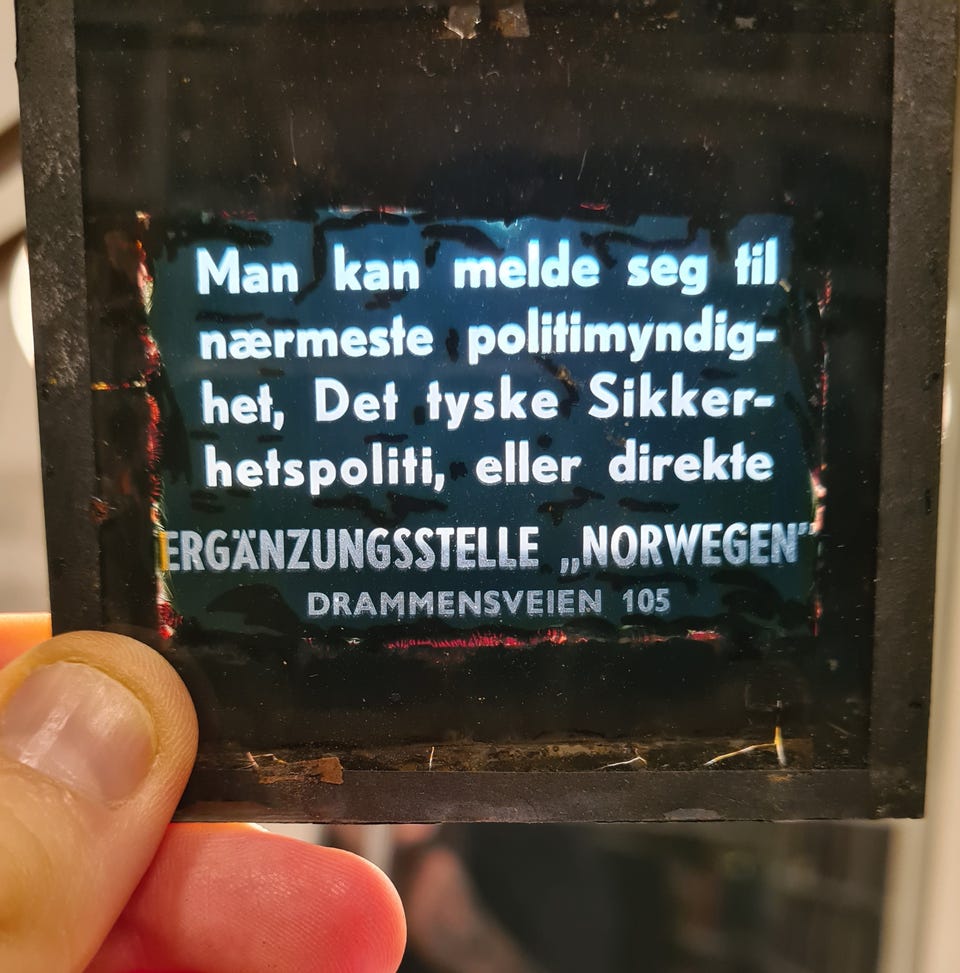 Man kan melde seg til
nærmeste politimyndig-
het, Det tyske Sikker-
hetspoliti, eller direkte
ERGÄNZUNGSSTELLE „NORWEGEN"
DRAMMENSVEIEN 105